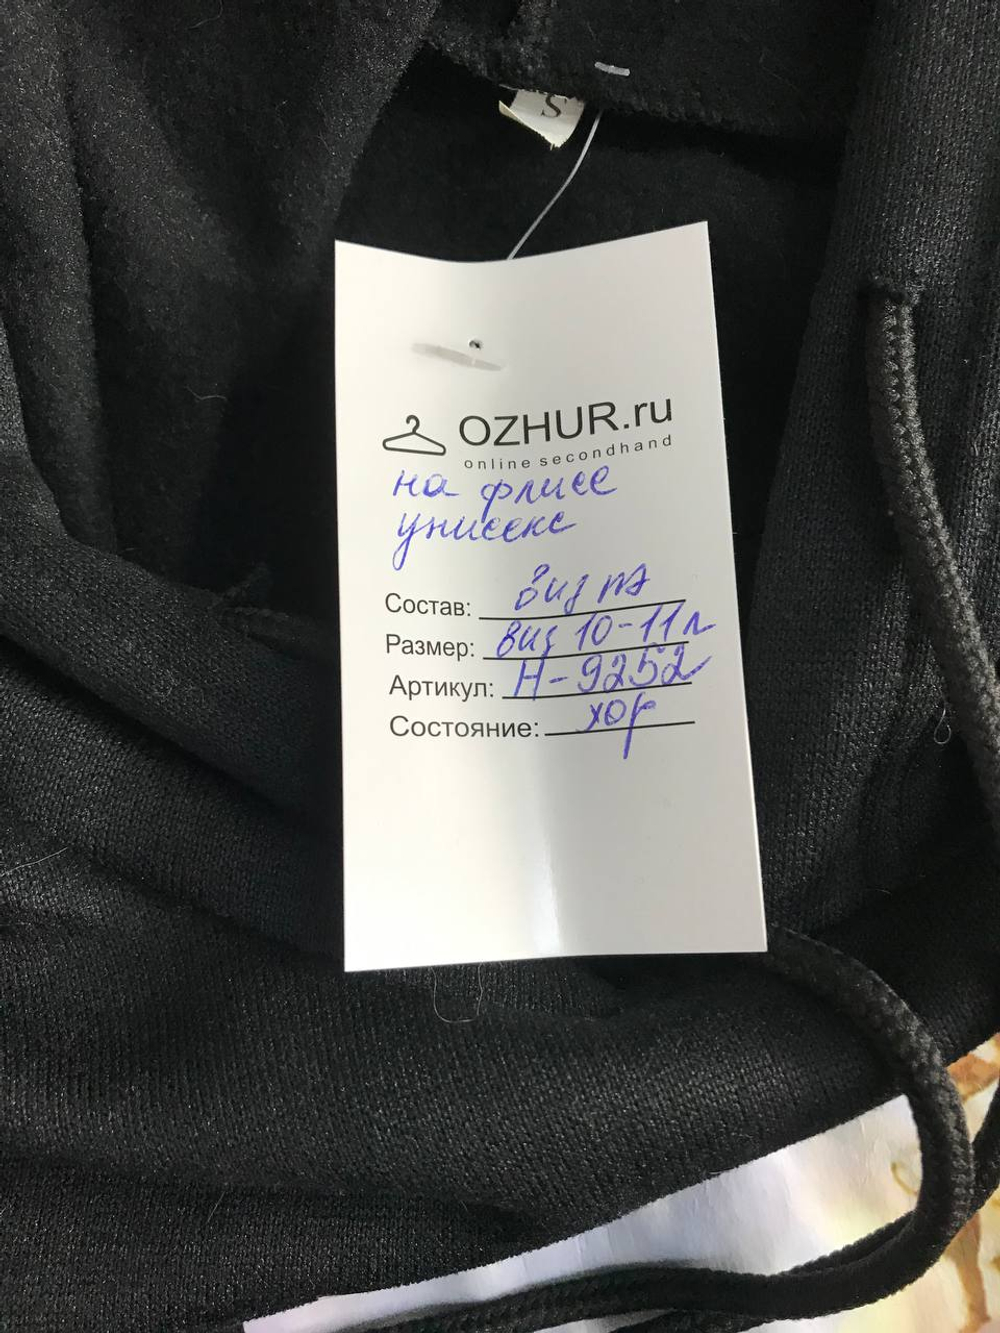 S
OZHUR.ru
online secondhand
на флисе
унисекс
Состав: виз пэ
Размер: виз 10-11л
Артикул: Н-9252
Состояние: хор